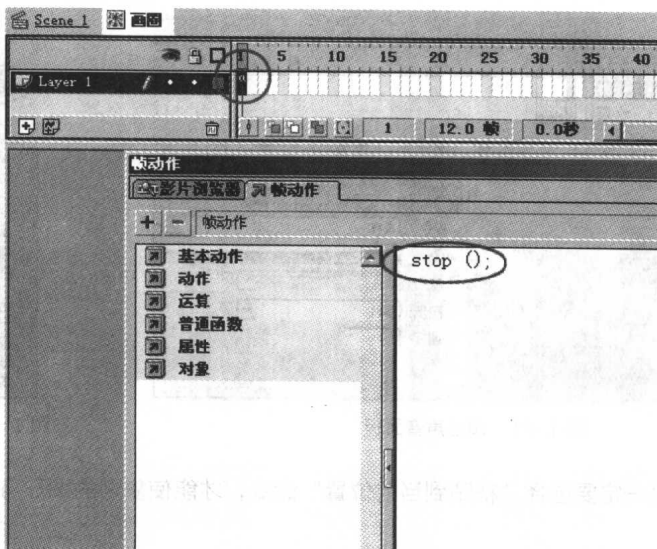 Scene 1 画圈
1 5 10 15 20 25 30 35 40
Layer 1
1 12.0 帧 0.0秒
帧动作
影片浏览器 帧动作
+ - 帧动作
基本动作 stop ();
动作
运算
普通函数
属性
对象